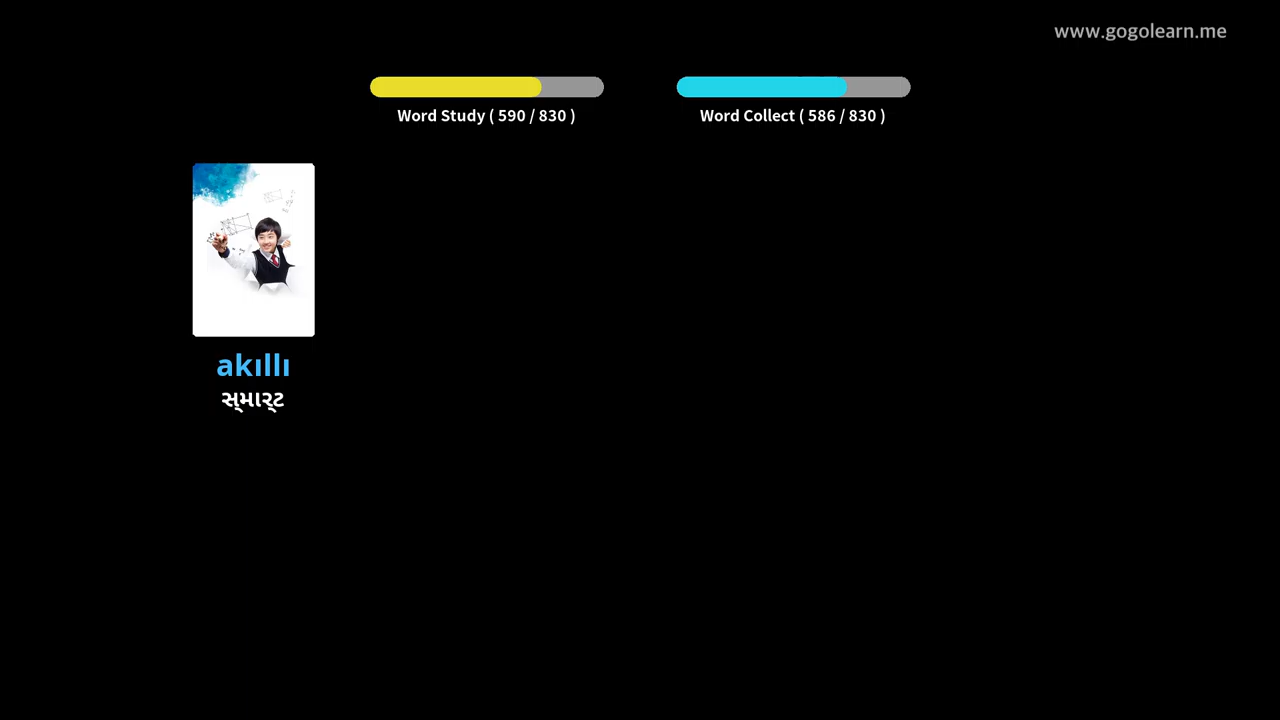 www.gogolearn.me
Word Study ( 590 / 830 )
Word Collect ( 586 / 830 )
akıllı
સ્માર્ટ